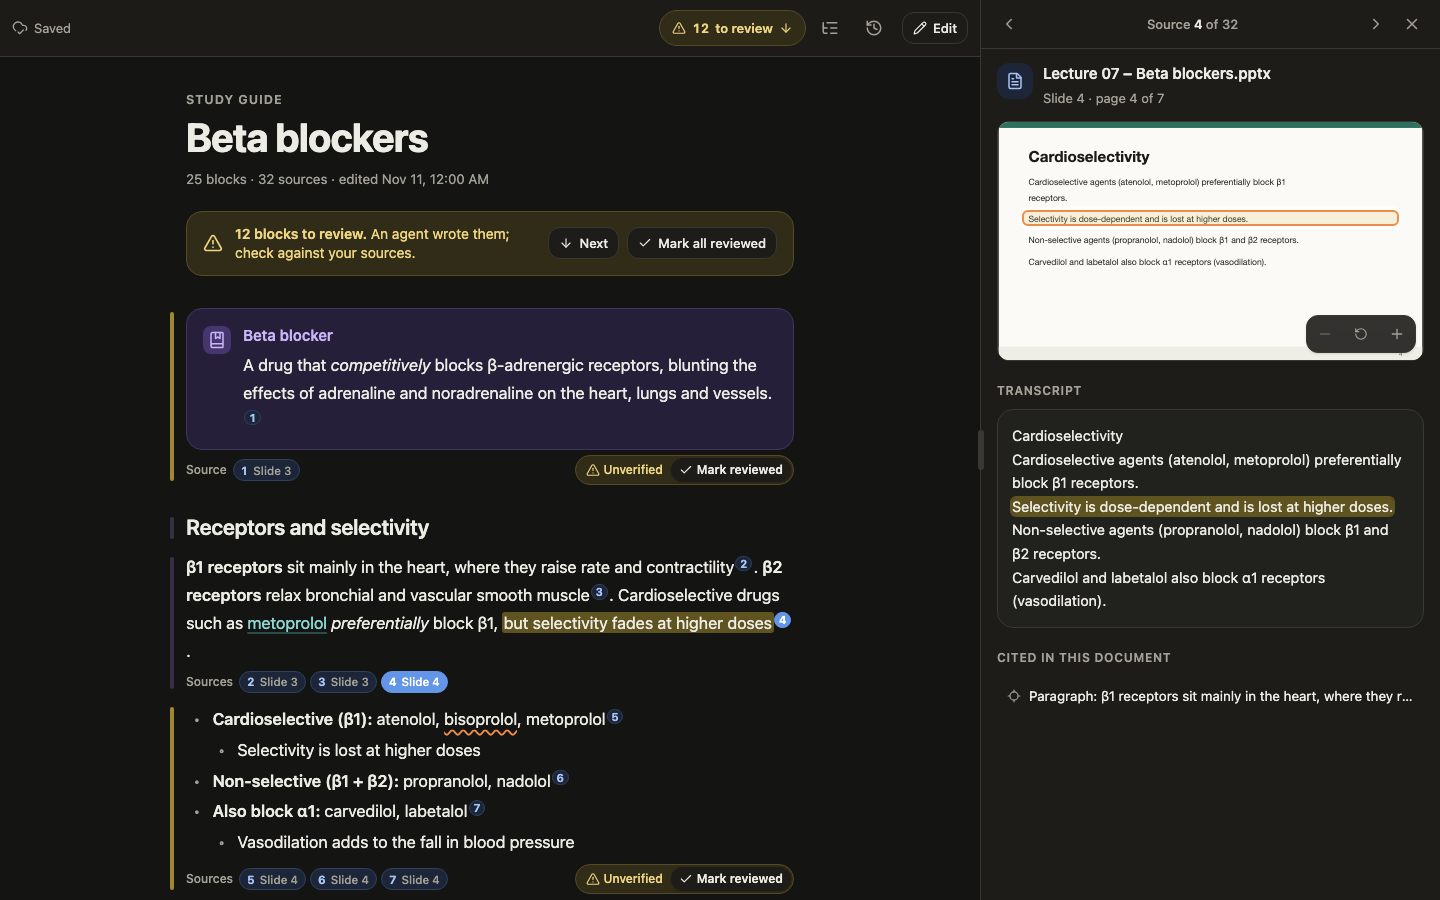 Saved
12 to review
Edit
STUDY GUIDE
Beta blockers
25 blocks · 32 sources · edited Nov 11, 12:00 AM
12 blocks to review. An agent wrote them;
check against your sources.
Next
Mark all reviewed
Beta blocker
A drug that competitively blocks β-adrenergic receptors, blunting the
effects of adrenaline and noradrenaline on the heart, lungs and vessels.
1
Source 1 Slide 3
Unverified Mark reviewed
Receptors and selectivity
β1 receptors sit mainly in the heart, where they raise rate and contractility 2 . β2
receptors relax bronchial and vascular smooth muscle 3 . Cardioselective drugs
such as metoprolol preferentially block β1, but selectivity fades at higher doses 4
.
Sources 2 Slide 3 3 Slide 3 4 Slide 4
• Cardioselective (β1): atenolol, bisoprolol, metoprolol 5
• Selectivity is lost at higher doses
• Non-selective (β1 + β2): propranolol, nadolol 6
• Also block α1: carvedilol, labetalol 7
• Vasodilation adds to the fall in blood pressure
Sources 5 Slide 4 6 Slide 4 7 Slide 4
Unverified Mark reviewed
Source 4 of 32
Lecture 07 – Beta blockers.pptx
Slide 4 · page 4 of 7
Cardioselectivity
Cardioselective agents (atenolol, metoprolol) preferentially block β1
receptors.
Selectivity is dose-dependent and is lost at higher doses.
Non-selective agents (propranolol, nadolol) block β1 and β2 receptors.
Carvedilol and labetalol also block α1 receptors (vasodilation).
TRANSCRIPT
Cardioselectivity
Cardioselective agents (atenolol, metoprolol) preferentially
block β1 receptors.
Selectivity is dose-dependent and is lost at higher doses.
Non-selective agents (propranolol, nadolol) block β1 and
β2 receptors.
Carvedilol and labetalol also block α1 receptors
(vasodilation).
CITED IN THIS DOCUMENT
Paragraph: β1 receptors sit mainly in the heart, where they r...